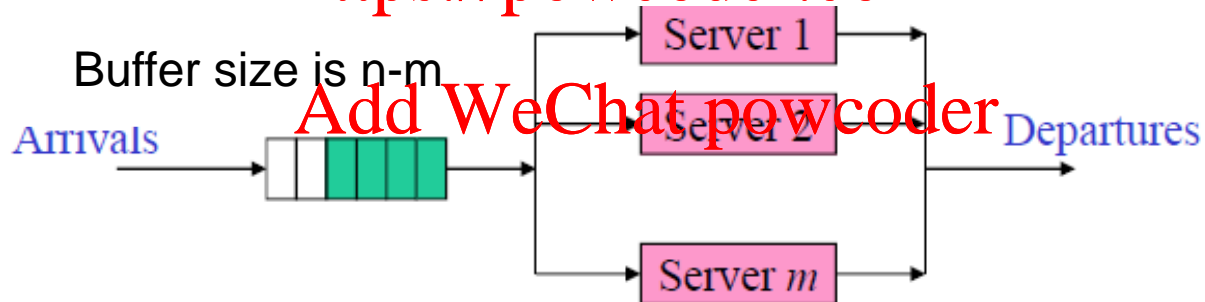 Server 1
Buffer size is n-m
Add WeChat powcoder
Server 2
Arrivals
Departures
Server m